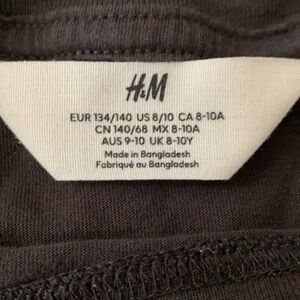 H&M
EUR 134/140 US 8/10 CA 8-10A
CN 140/68 MX 8-10A
AUS 9-10 UK 8-10Y
Made in Bangladesh
Fabriqué au Bangladesh